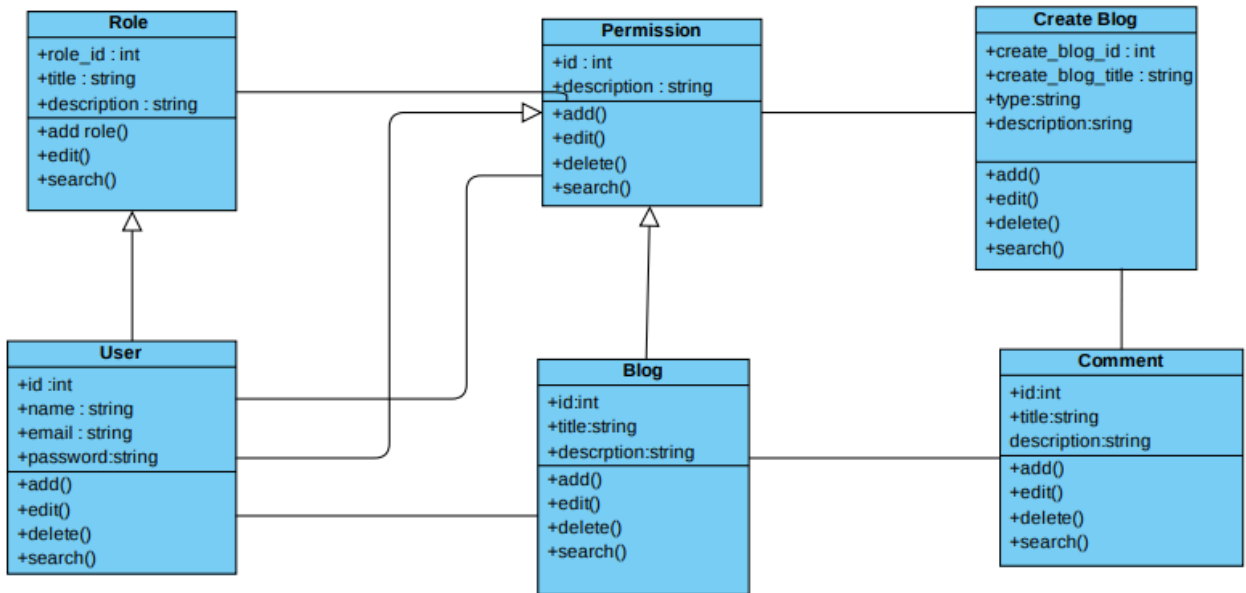 Role
+role_id : int
+title : string
+description : string
+add role()
+edit()
+search()
Permission
+id : int
+description : string
+add()
+edit()
+delete()
+search()
Create Blog
+create_blog_id : int
+create_blog_title : string
+type:string
+description:sring
+add()
+edit()
+delete()
+search()
User
+id :int
+name : string
+email : string
+password:string
+add()
+edit()
+delete()
+search()
Blog
+id:int
+title:string
+descrption:string
+add()
+edit()
+delete()
+search()
Comment
+id:int
+title:string
description:string
+add()
+edit()
+delete()
+search()